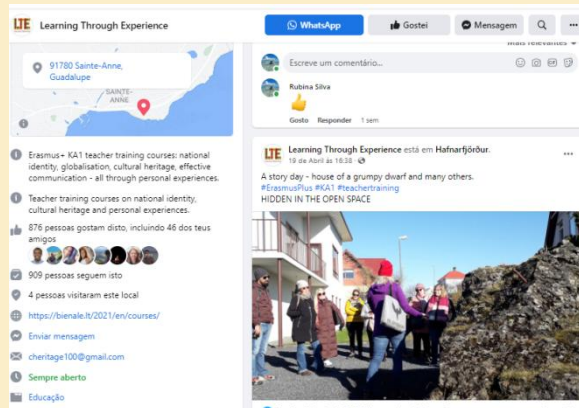 LTE Learning Through Experience
WhatsApp
Gostei
Mensagem
91780 Sainte-Anne,
Guadalupe
SAINTE-
ANNE
Erasmus+ KA1 teacher training courses: national
identity, globalisation, cultural heritage, effective
communication - all through personal experiences.
Teacher training courses on national identity,
cultural heritage and personal experiences.
876 pessoas gostam disto, incluindo 46 dos teus
amigos
909 pessoas seguem isto
4 pessoas visitaram este local
https://bienale.lt/2021/en/courses/
Enviar mensagem
cheritage100@gmail.com
Sempre aberto
Educação
Mais relevantes
Escreve um comentário...
GIF
Rubina Silva
Gosto Responder 1 sem
LTE Learning Through Experience está em Hafnarfjörður.
19 de Abril às 16:38 ·
A story day - house of a grumpy dwarf and many others.
#ErasmusPlus #KA1 #teachertraining
HIDDEN IN THE OPEN SPACE